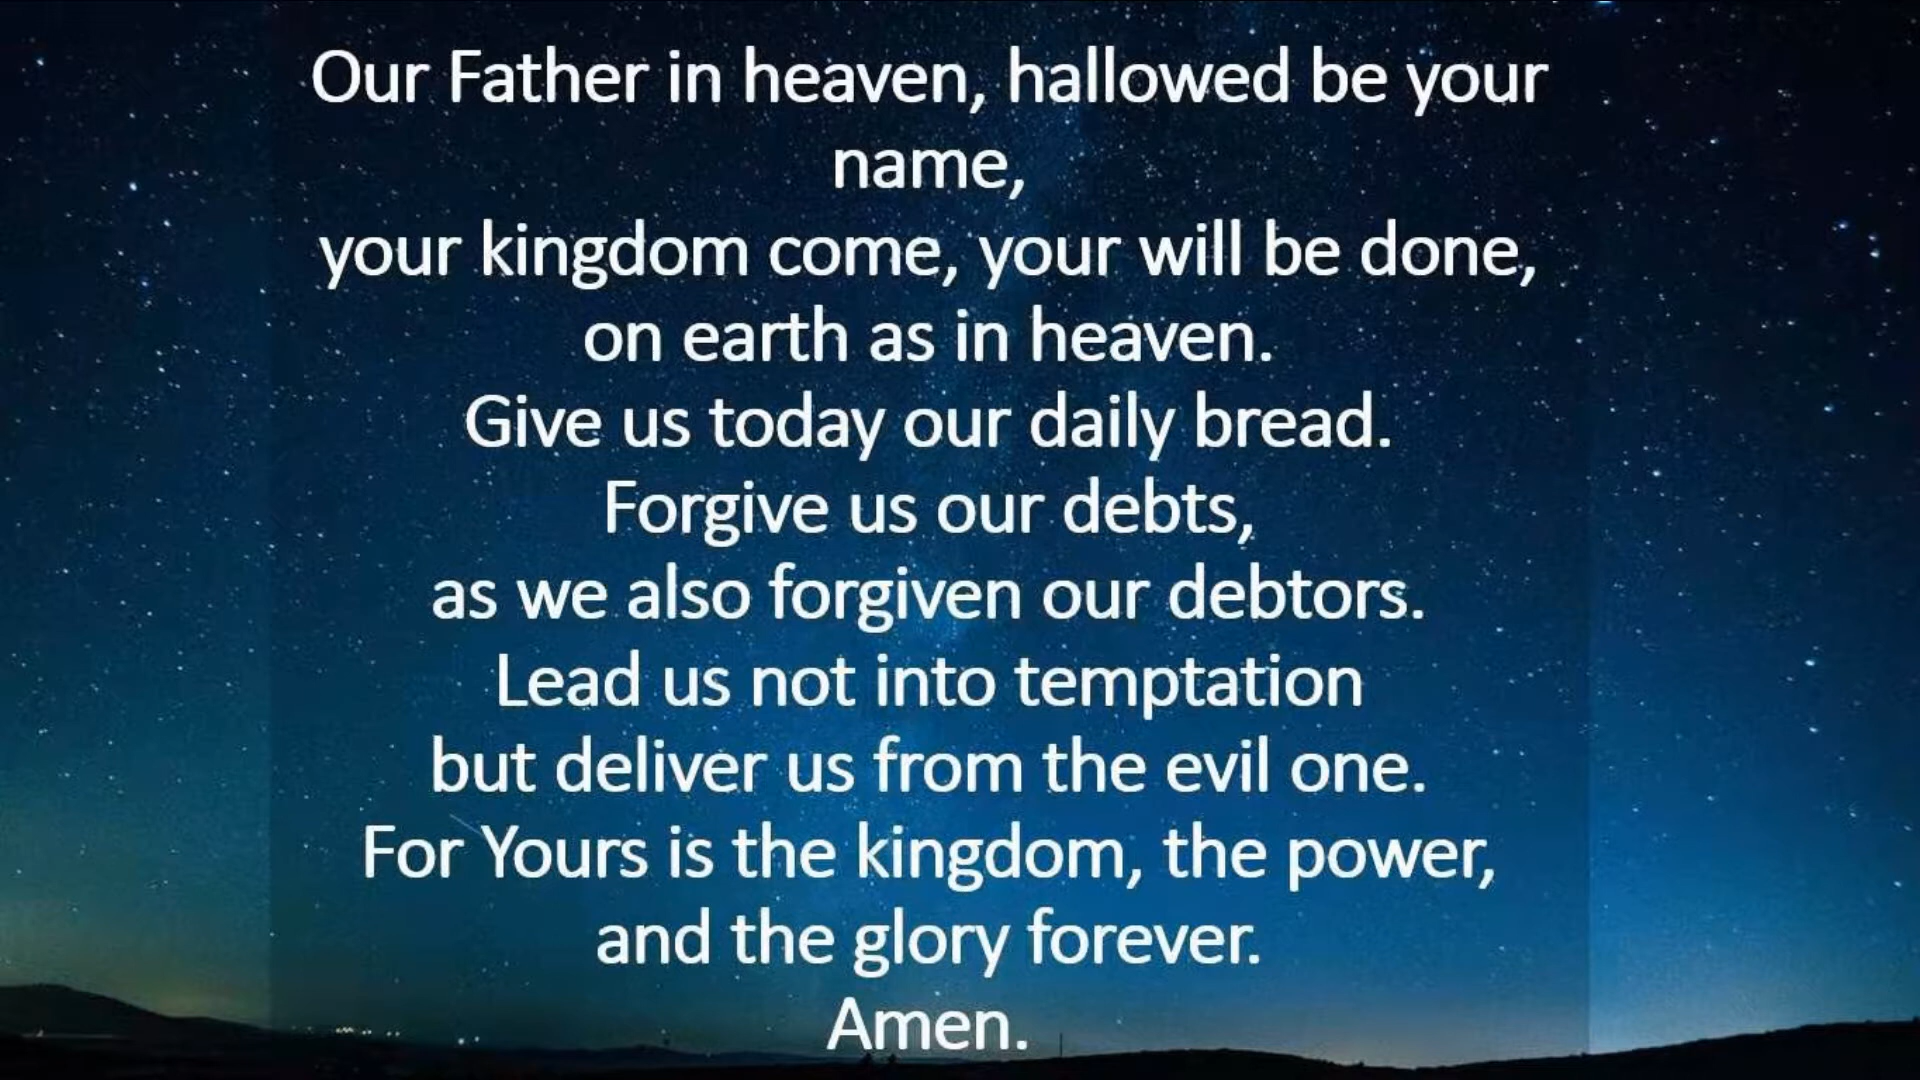 Our Father in heaven, hallowed be your
name,
your kingdom come, your will be done,
on earth as in heaven.
Give us today our daily bread.
Forgive us our debts,
as we also forgiven our debtors.
Lead us not into temptation
but deliver us from the evil one.
For Yours is the kingdom, the power,
and the glory forever.
Amen.